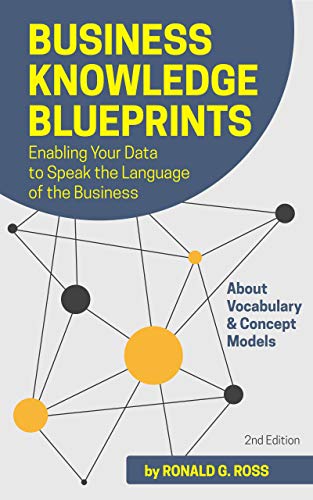 BUSINESS
KNOWLEDGE
BLUEPRINTS
Enabling Your Data
to Speak the Language
of the Business
About
Vocabulary
& Concept
Models
2nd Edition
by RONALD G. ROSS